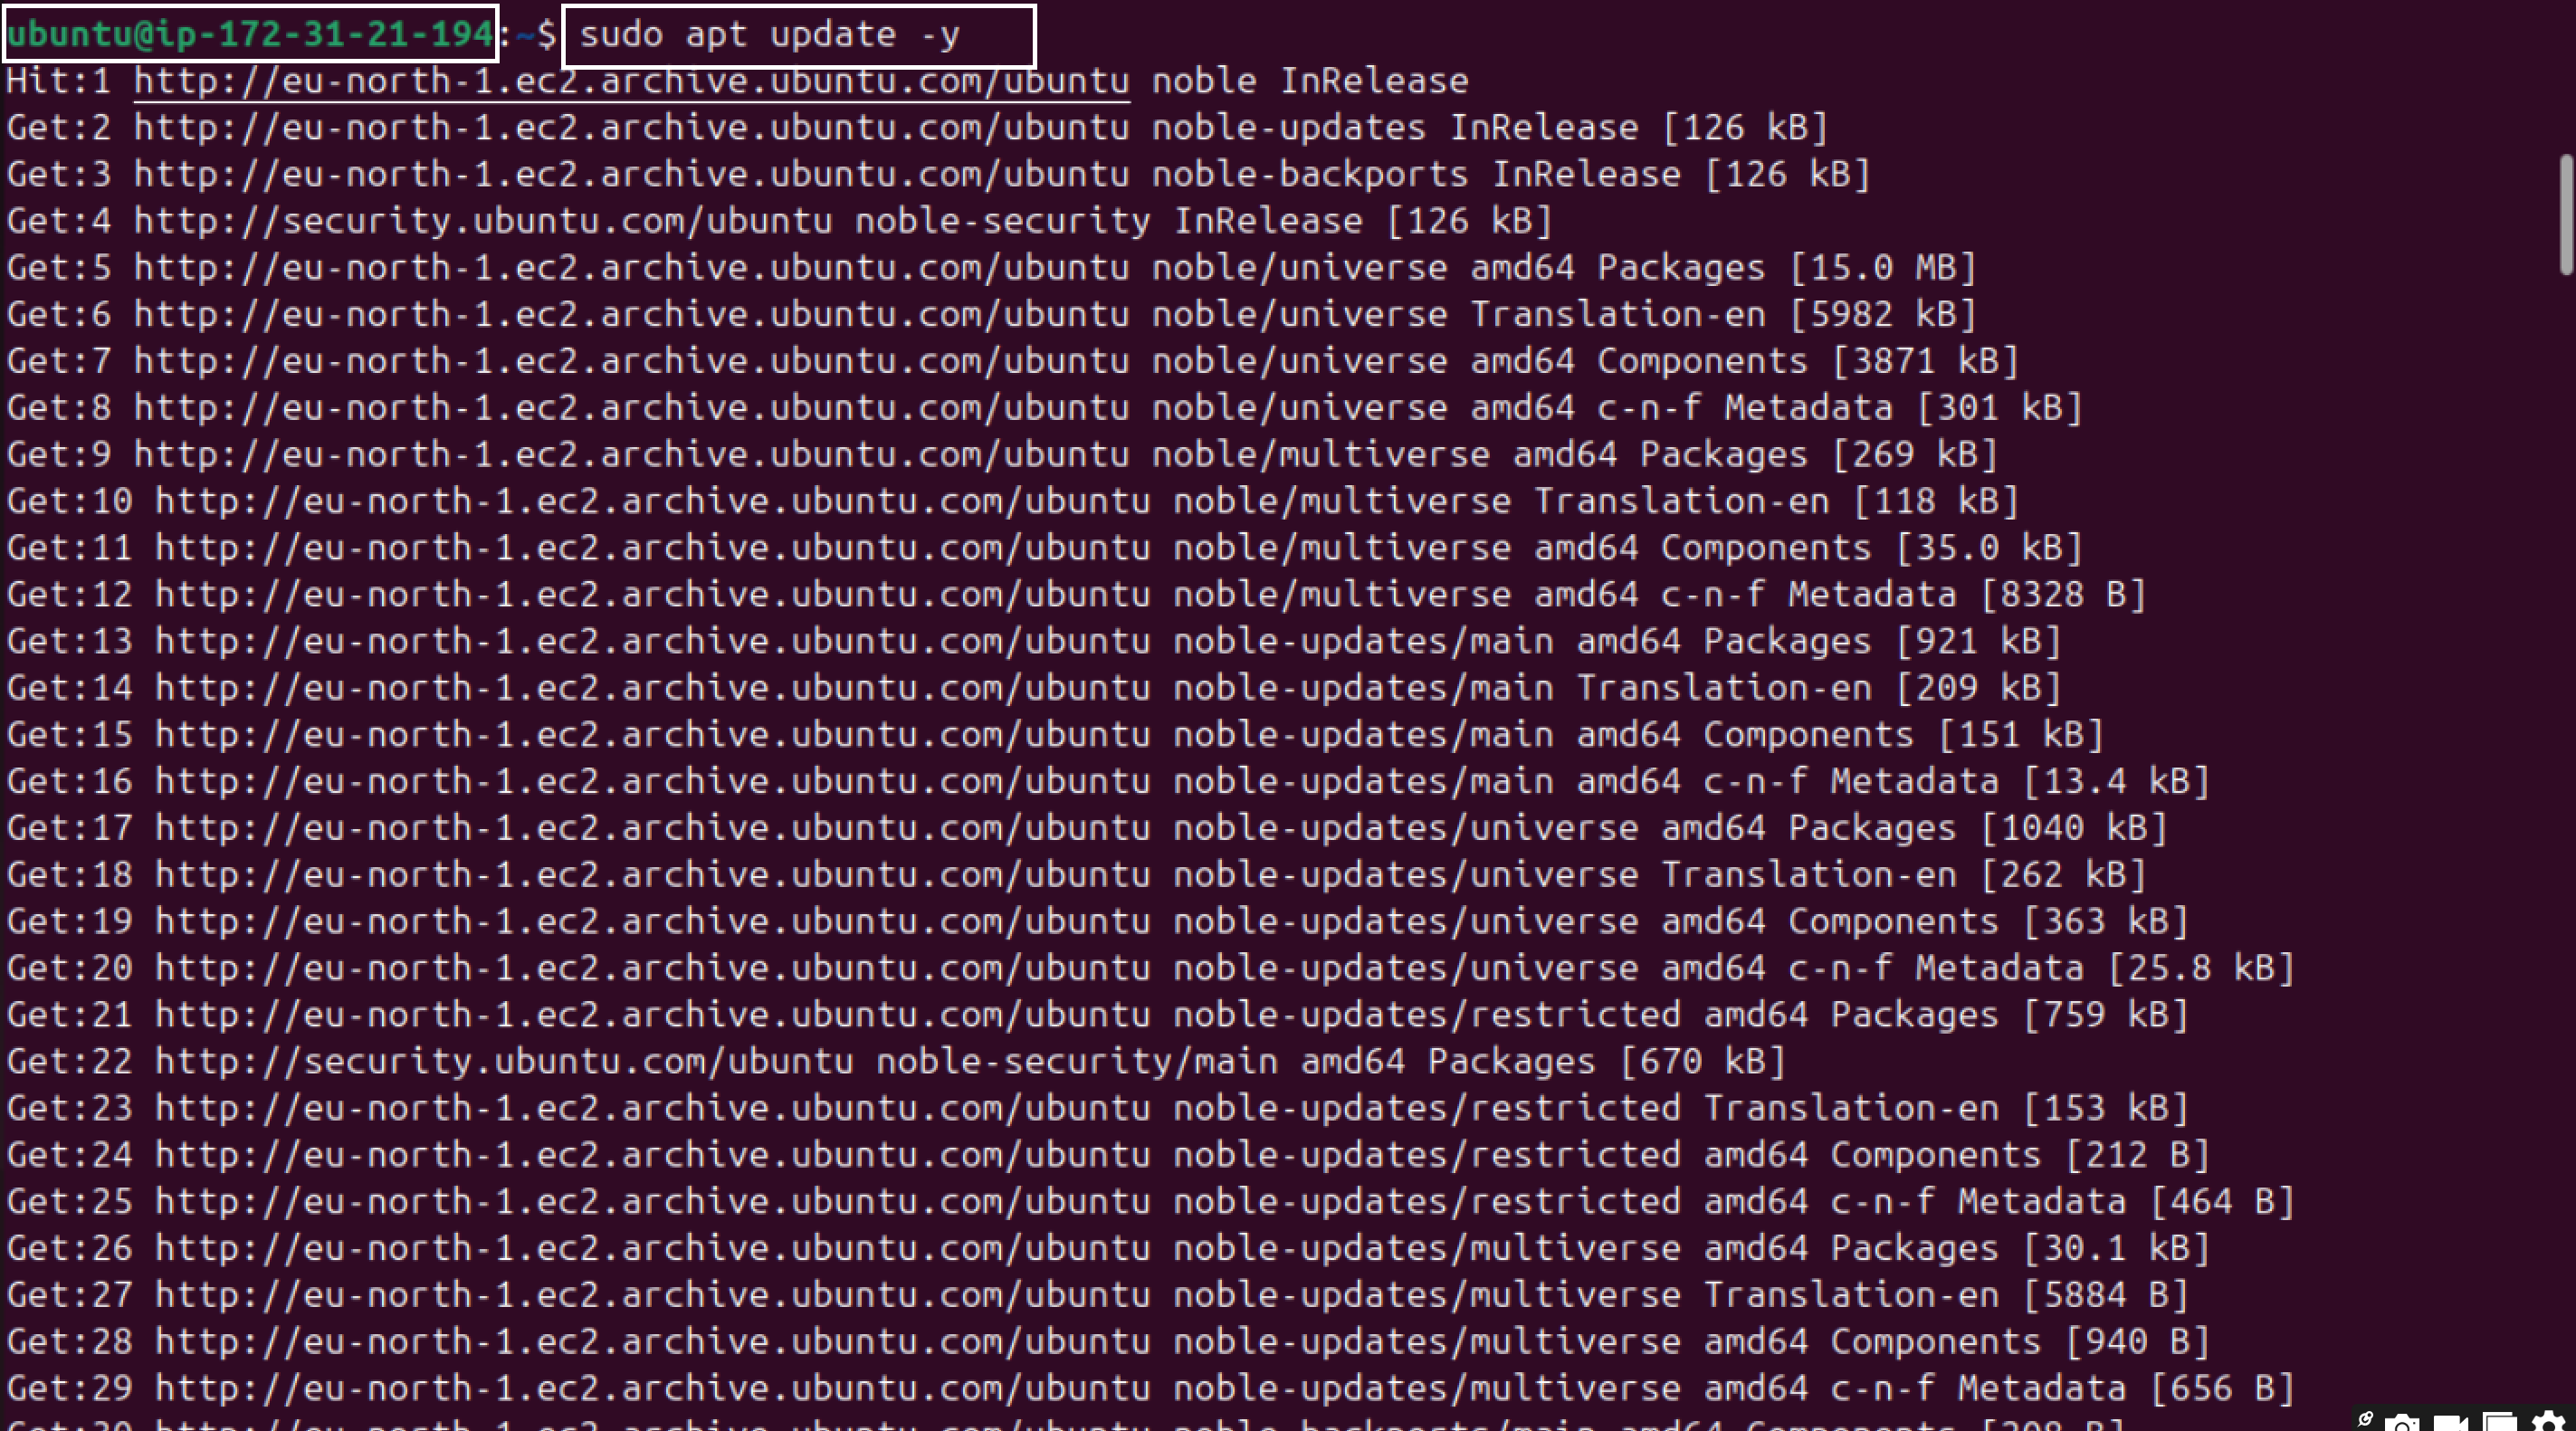 ubuntu@ip-172-31-21-194:~$ sudo apt update -y
Hit:1 http://eu-north-1.ec2.archive.ubuntu.com/ubuntu noble InRelease
Get:2 http://eu-north-1.ec2.archive.ubuntu.com/ubuntu noble-updates InRelease [126 kB]
Get:3 http://eu-north-1.ec2.archive.ubuntu.com/ubuntu noble-backports InRelease [126 kB]
Get:4 http://security.ubuntu.com/ubuntu noble-security InRelease [126 kB]
Get:5 http://eu-north-1.ec2.archive.ubuntu.com/ubuntu noble/universe amd64 Packages [15.0 MB]
Get:6 http://eu-north-1.ec2.archive.ubuntu.com/ubuntu noble/universe Translation-en [5982 kB]
Get:7 http://eu-north-1.ec2.archive.ubuntu.com/ubuntu noble/universe amd64 Components [3871 kB]
Get:8 http://eu-north-1.ec2.archive.ubuntu.com/ubuntu noble/universe amd64 c-n-f Metadata [301 kB]
Get:9 http://eu-north-1.ec2.archive.ubuntu.com/ubuntu noble/multiverse amd64 Packages [269 kB]
Get:10 http://eu-north-1.ec2.archive.ubuntu.com/ubuntu noble/multiverse Translation-en [118 kB]
Get:11 http://eu-north-1.ec2.archive.ubuntu.com/ubuntu noble/multiverse amd64 Components [35.0 kB]
Get:12 http://eu-north-1.ec2.archive.ubuntu.com/ubuntu noble/multiverse amd64 c-n-f Metadata [8328 B]
Get:13 http://eu-north-1.ec2.archive.ubuntu.com/ubuntu noble-updates/main amd64 Packages [921 kB]
Get:14 http://eu-north-1.ec2.archive.ubuntu.com/ubuntu noble-updates/main Translation-en [209 kB]
Get:15 http://eu-north-1.ec2.archive.ubuntu.com/ubuntu noble-updates/main amd64 Components [151 kB]
Get:16 http://eu-north-1.ec2.archive.ubuntu.com/ubuntu noble-updates/main amd64 c-n-f Metadata [13.4 kB]
Get:17 http://eu-north-1.ec2.archive.ubuntu.com/ubuntu noble-updates/universe amd64 Packages [1040 kB]
Get:18 http://eu-north-1.ec2.archive.ubuntu.com/ubuntu noble-updates/universe Translation-en [262 kB]
Get:19 http://eu-north-1.ec2.archive.ubuntu.com/ubuntu noble-updates/universe amd64 Components [363 kB]
Get:20 http://eu-north-1.ec2.archive.ubuntu.com/ubuntu noble-updates/universe amd64 c-n-f Metadata [25.8 kB]
Get:21 http://eu-north-1.ec2.archive.ubuntu.com/ubuntu noble-updates/restricted amd64 Packages [759 kB]
Get:22 http://security.ubuntu.com/ubuntu noble-security/main amd64 Packages [670 kB]
Get:23 http://eu-north-1.ec2.archive.ubuntu.com/ubuntu noble-updates/restricted Translation-en [153 kB]
Get:24 http://eu-north-1.ec2.archive.ubuntu.com/ubuntu noble-updates/restricted amd64 Components [212 B]
Get:25 http://eu-north-1.ec2.archive.ubuntu.com/ubuntu noble-updates/restricted amd64 c-n-f Metadata [464 B]
Get:26 http://eu-north-1.ec2.archive.ubuntu.com/ubuntu noble-updates/multiverse amd64 Packages [30.1 kB]
Get:27 http://eu-north-1.ec2.archive.ubuntu.com/ubuntu noble-updates/multiverse Translation-en [5884 B]
Get:28 http://eu-north-1.ec2.archive.ubuntu.com/ubuntu noble-updates/multiverse amd64 Components [940 B]
Get:29 http://eu-north-1.ec2.archive.ubuntu.com/ubuntu noble-updates/multiverse amd64 c-n-f Metadata [656 B]